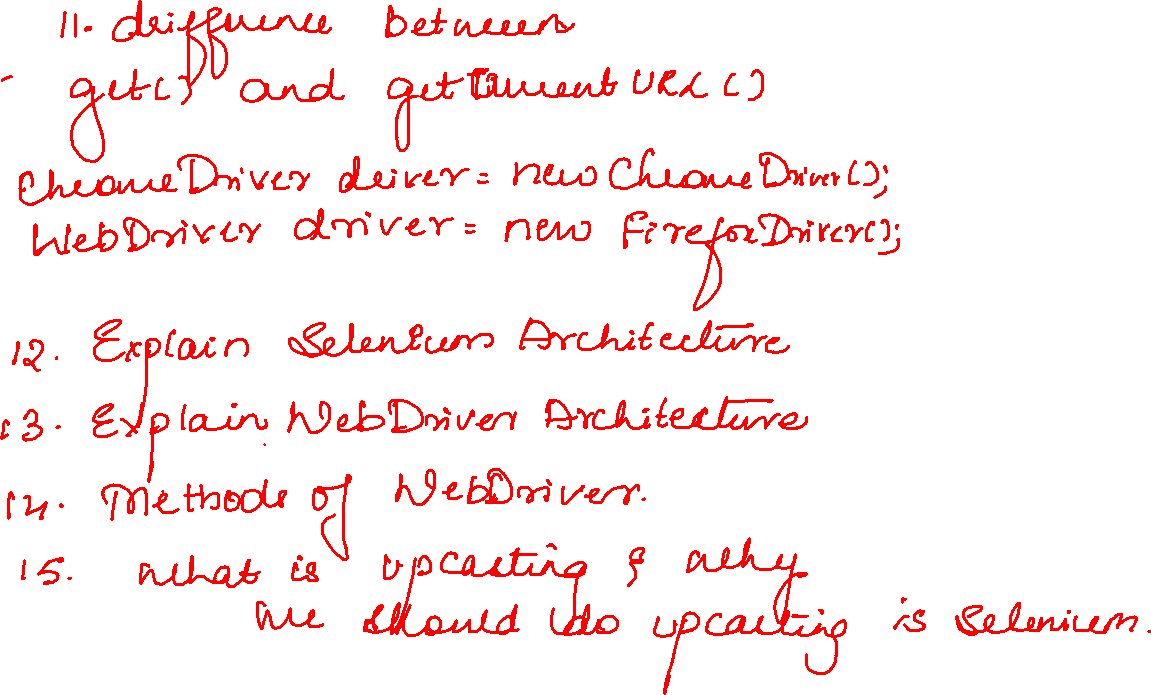 11. difference between
get() and getCurrentURL()
ChromeDriver driver = new ChromeDriver();
WebDriver driver = new FirefoxDriver();
12. Explain Selenium Architecture
13. Explain WebDriver Architecture
14. Methods of WebDriver.
15. what is upcasting & why
we should do upcasting is Selenium.